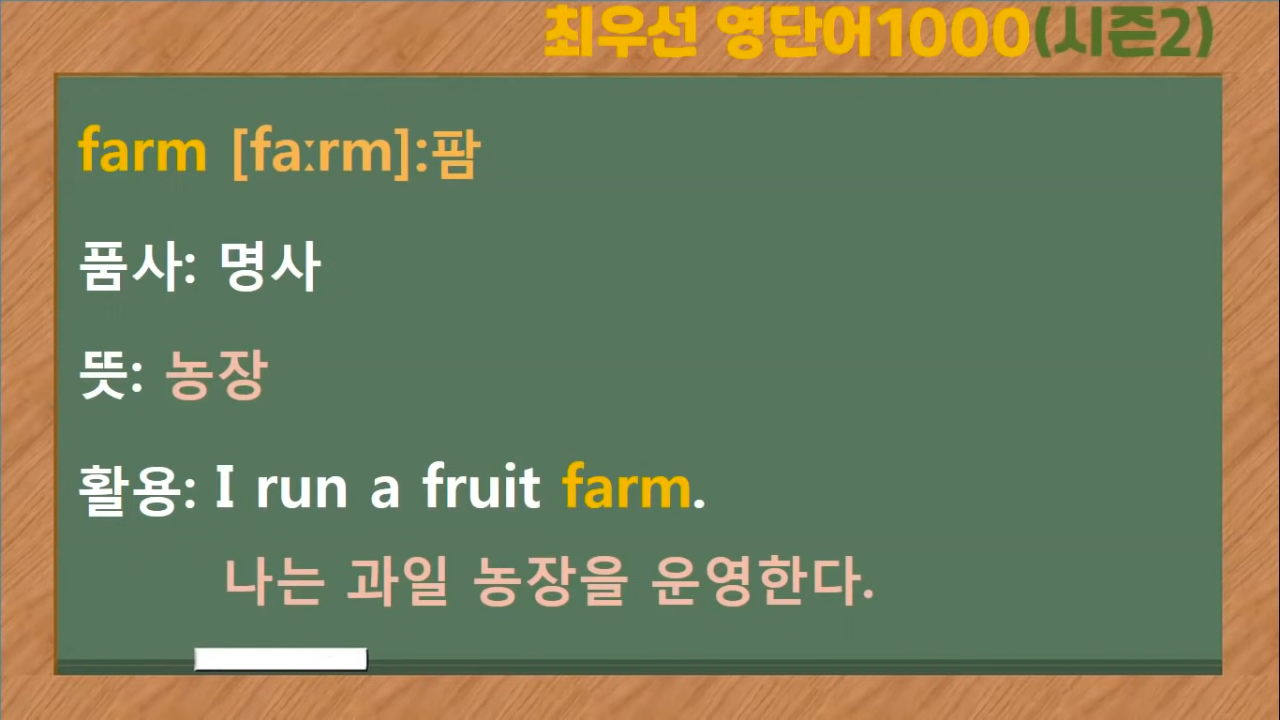 최우선 영단어1000(시즌2)
farm [fa:rm]:팜
품사: 명사
뜻: 농장
활용: I run a fruit farm.
나는 과일 농장을 운영한다.